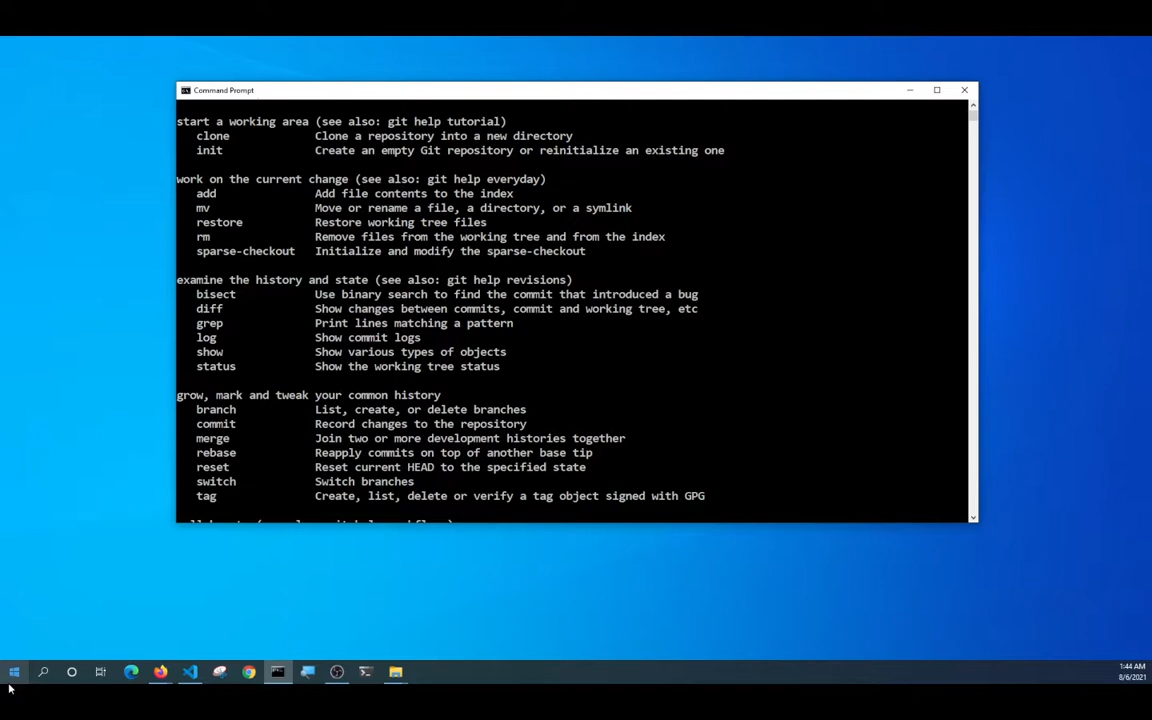 Command Prompt
start a working area (see also: git help tutorial)
clone Clone a repository into a new directory
init Create an empty Git repository or reinitialize an existing one
work on the current change (see also: git help everyday)
add Add file contents to the index
mv Move or rename a file, a directory, or a symlink
restore Restore working tree files
rm Remove files from the working tree and from the index
sparse-checkout Initialize and modify the sparse-checkout
examine the history and state (see also: git help revisions)
bisect Use binary search to find the commit that introduced a bug
diff Show changes between commits, commit and working tree, etc
grep Print lines matching a pattern
log Show commit logs
show Show various types of objects
status Show the working tree status
grow, mark and tweak your common history
branch List, create, or delete branches
commit Record changes to the repository
merge Join two or more development histories together
rebase Reapply commits on top of another base tip
reset Reset current HEAD to the specified state
switch Switch branches
tag Create, list, delete or verify a tag object signed with GPG
1:44 AM
8/6/2021